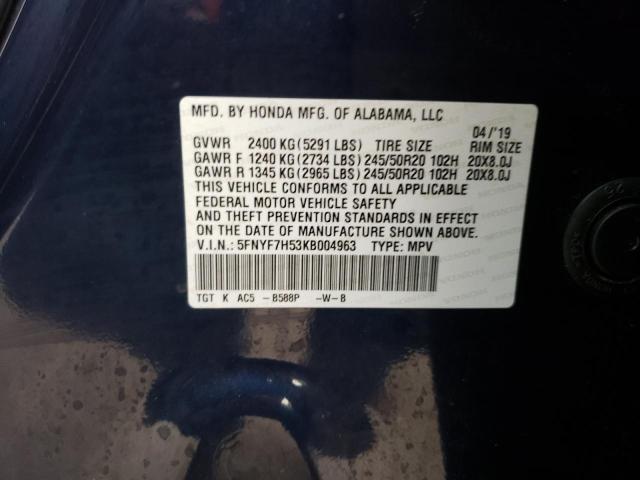 MFD. BY HONDA MFG. OF ALABAMA, LLC
04/'19
GVWR 2400 KG(5291 LBS) TIRE SIZE RIM SIZE
GAWR F 1240 KG(2734 LBS) 245/50R20 102H 20X8.0J
GAWR R 1345 KG(2965 LBS) 245/50R20 102H 20X8.0J
THIS VEHICLE CONFORMS TO ALL APPLICABLE
FEDERAL MOTOR VEHICLE SAFETY
AND THEFT PREVENTION STANDARDS IN EFFECT
ON THE DATE OF MANUFACTURE SHOWN ABOVE.
V.I.N.: 5FNYF7H53KB004963 TYPE: MPV
TGT K AC5 -B588P -W-B